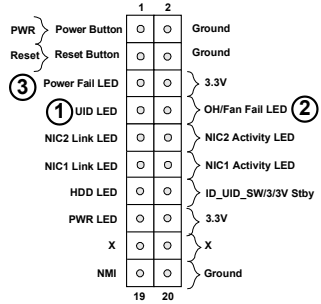 1 2
PWR Power Button Ground
Reset Reset Button Ground
3 Power Fail LED 3.3V
1 UID LED OH/Fan Fail LED 2
NIC2 Link LED NIC2 Activity LED
NIC1 Link LED NIC1 Activity LED
HDD LED ID_UID_SW/3/3V Stby
PWR LED 3.3V
X X
NMI Ground
19 20